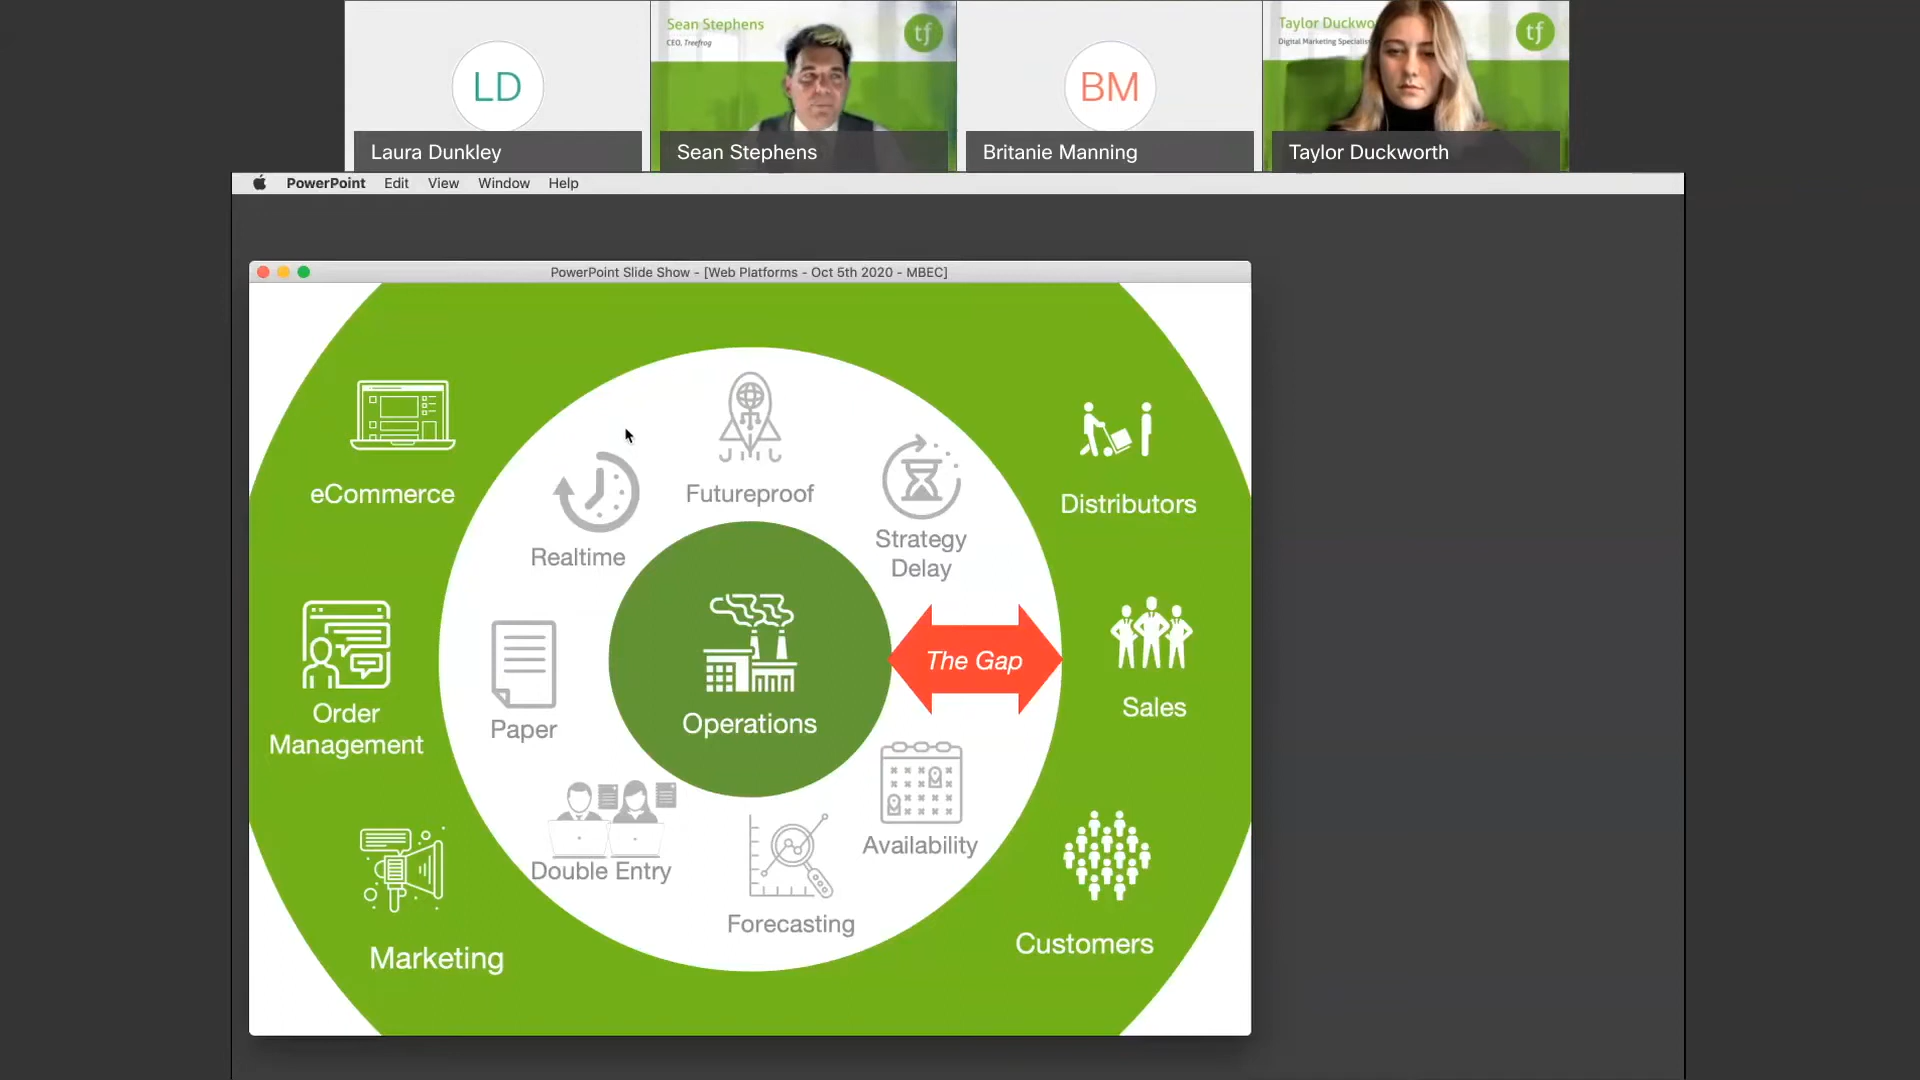 LD
Laura Dunkley
Sean Stephens
CEO, Treefrog
tf
Sean Stephens
BM
Britanie Manning
Taylor Duckwo
Digital Marketing Specialis
tf
Taylor Duckworth
PowerPoint Edit View Window Help
PowerPoint Slide Show - [Web Platforms - Oct 5th 2020 - MBEC]
eCommerce
Order
Management
Marketing
Futureproof
Realtime
Strategy
Delay
Paper
Operations
The Gap
Double Entry
Availability
Forecasting
Distributors
Sales
Customers